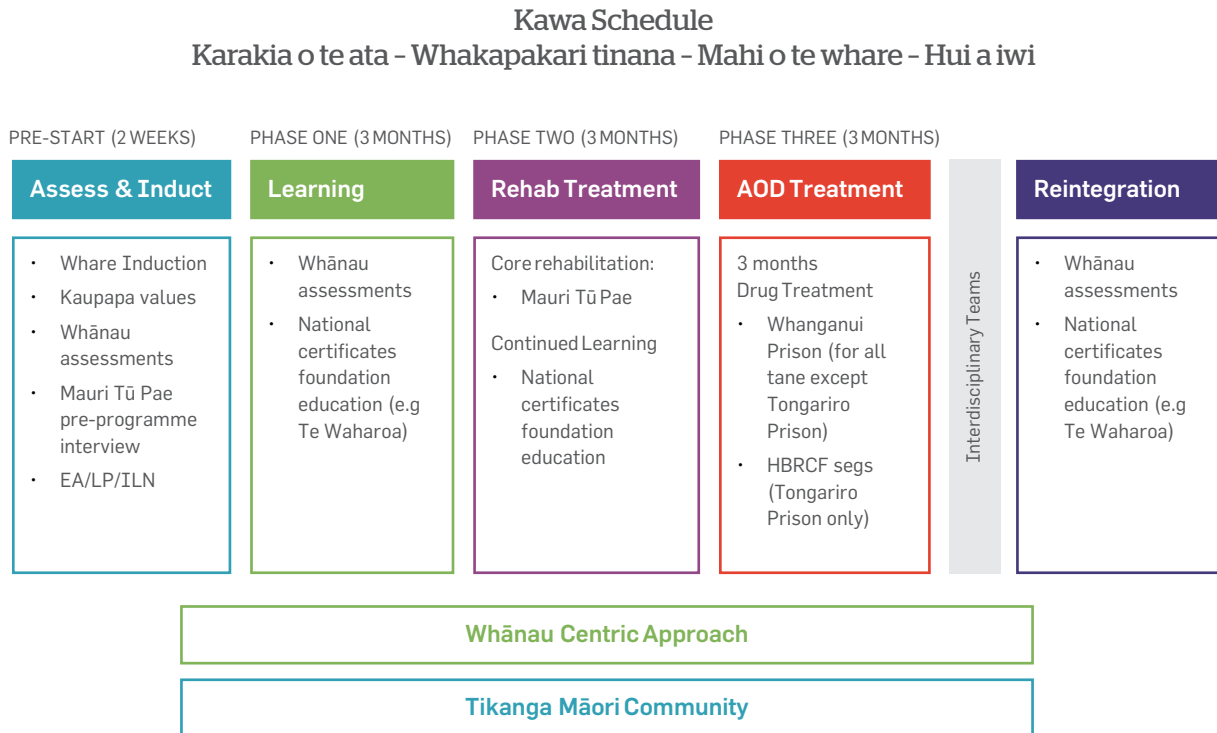 Kawa Schedule
Karakia o te ata – Whakapakari tinana – Mahi o te whare – Hui a iwi
PRE-START (2 WEEKS)
Assess & Induct
• Whare Induction
• Kaupapa values
• Whānau
assessments
• Mauri Tū Pae
pre-programme
interview
• EA/LP/ILN
PHASE ONE (3 MONTHS)
Learning
• Whānau
assessments
• National
certificates
foundation
education (e.g
Te Waharoa)
PHASE TWO (3 MONTHS)
Rehab Treatment
Core rehabilitation:
• Mauri Tū Pae
Continued Learning
• National
certificates
foundation
education
PHASE THREE (3 MONTHS)
AOD Treatment
3 months
Drug Treatment
• Whanganui
Prison (for all
tane except
Tongariro
Prison)
• HBRCF segs
(Tongariro
Prison only)
Interdisciplinary Teams
Reintegration
• Whānau
assessments
• National
certificates
foundation
education (e.g
Te Waharoa)
Whānau Centric Approach
Tikanga Māori Community